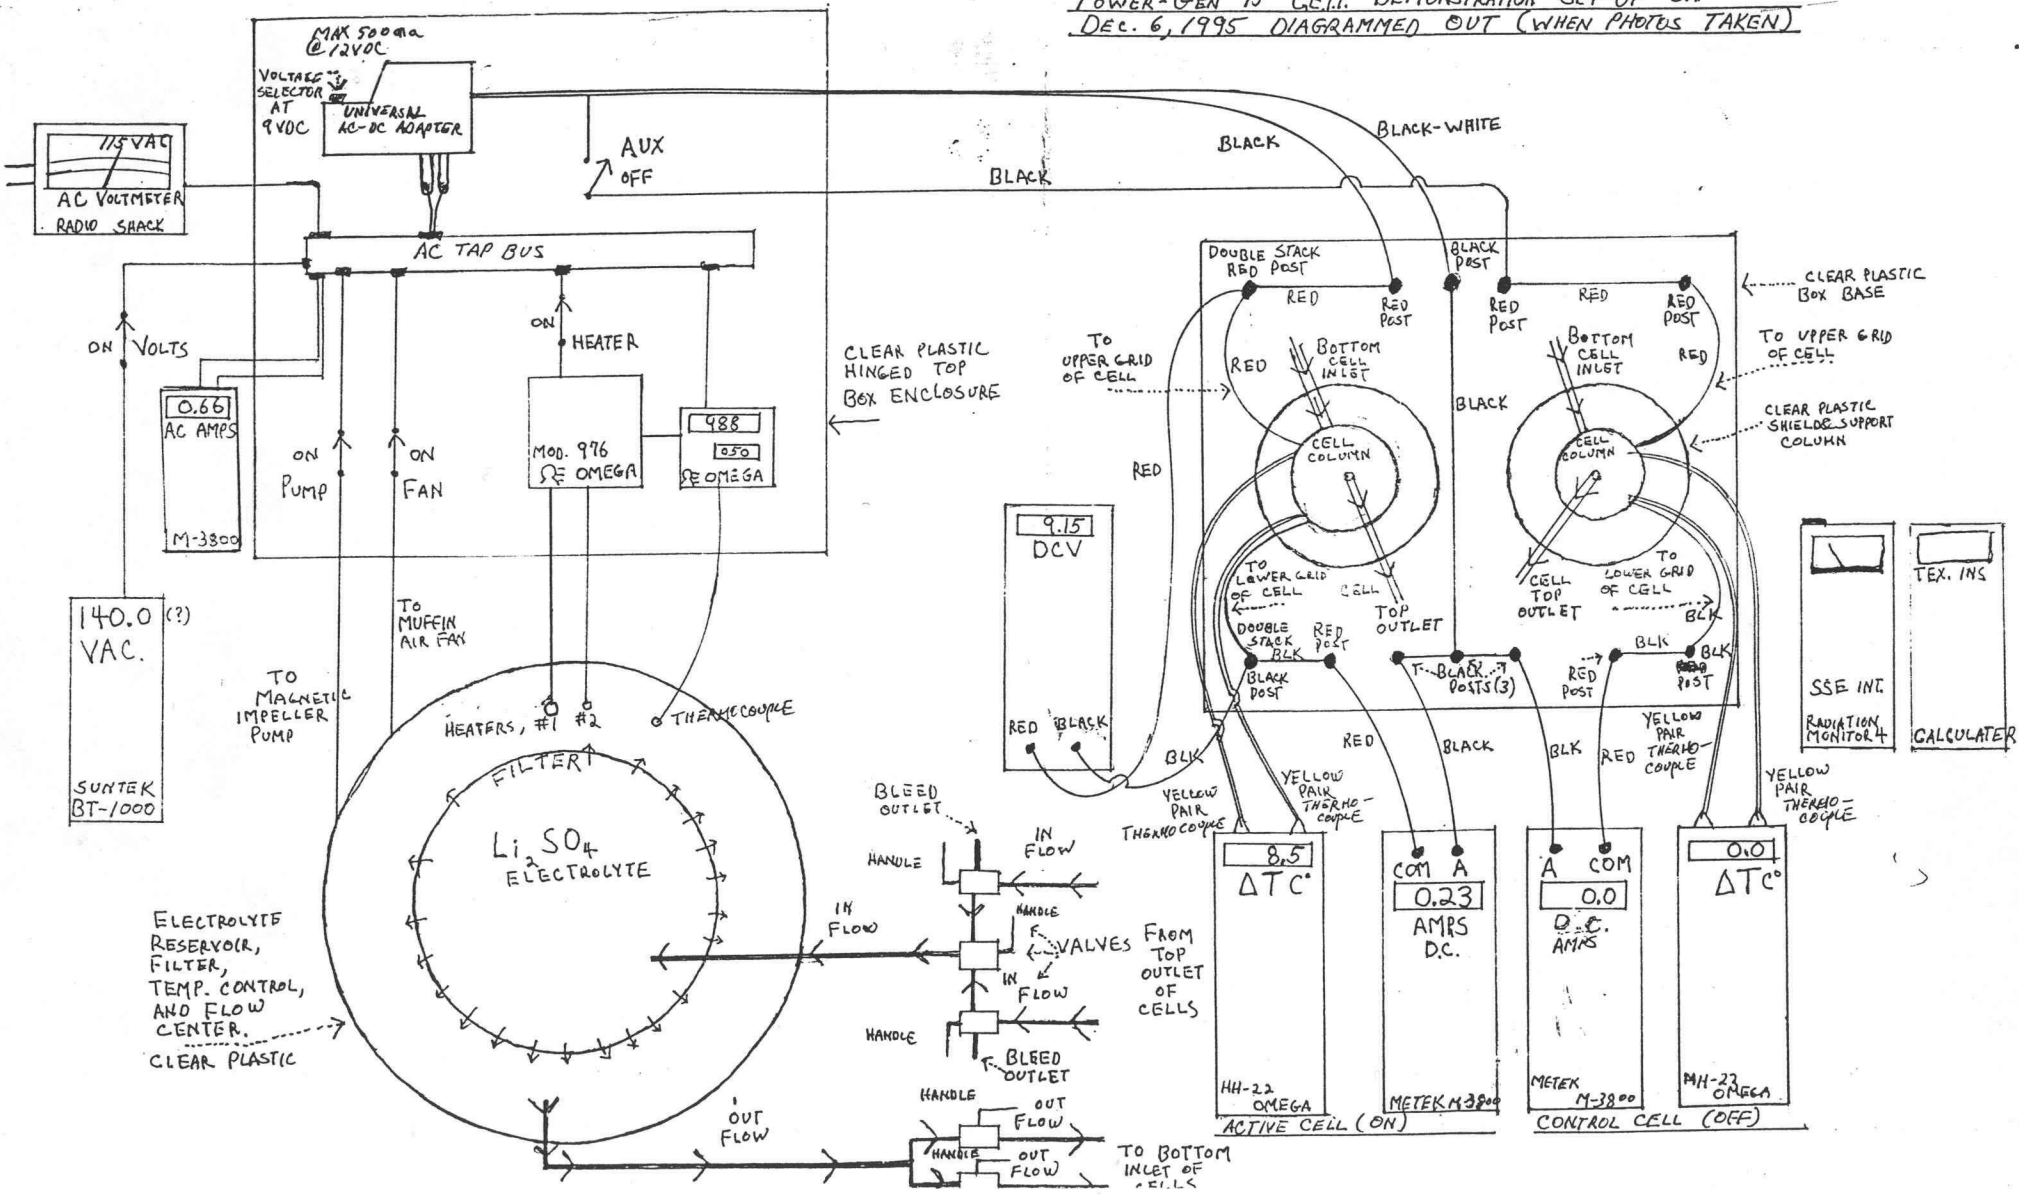 POWER-GEN 95 C.E.T.I. DEMONSTRATION SET-UP ON
DEC. 6, 1995 DIAGRAMMED OUT (WHEN PHOTOS TAKEN)
MAX 500 ma
@ 12VDC
VOLTAGE
SELECTOR
AT
9VDC
UNIVERSAL
AC-DC ADAPTER
115 VAC
AC VOLTMETER
RADIO SHACK
AUX
OFF
BLACK
BLACK
BLACK-WHITE
AC TAP BUS
ON VOLTS
0.66
AC AMPS
M-3800
ON
PUMP
ON
FAN
ON
HEATER
MOD. 976
OMEGA
988
050
OMEGA
CLEAR PLASTIC
HINGED TOP
BOX ENCLOSURE
140.0 (?)
VAC.
SUNTEK
BT-1000
TO
MAGNETIC
IMPELLER
PUMP
TO
MUFFIN
AIR FAN
HEATERS, #1 #2
THERMOCOUPLE
FILTER
Li2SO4
ELECTROLYTE
ELECTROLYTE
RESERVOIR,
FILTER,
TEMP. CONTROL,
AND FLOW
CENTER.
CLEAR PLASTIC
OUT
FLOW
IN
FLOW
BLEED
OUTLET
HANDLE
IN
FLOW
HANDLE
VALVES
IN
FLOW
HANDLE
BLEED
OUTLET
FROM
TOP
OUTLET
OF
CELLS
HANDLE
OUT
FLOW
HANDLE
OUT
FLOW
TO BOTTOM
INLET OF
CELLS
DOUBLE STACK
RED POST
RED
RED
POST
BLACK
POST
RED
POST
RED
RED
POST
CLEAR PLASTIC
BOX BASE
TO
UPPER GRID
OF CELL
RED
BOTTOM
CELL
INLET
BLACK
BOTTOM
CELL
INLET
RED
TO UPPER GRID
OF CELL
CLEAR PLASTIC
SHIELD & SUPPORT
COLUMN
CELL
COLUMN
CELL
COLUMN
RED
9.15
DCV
RED BLACK
TO
LOWER GRID
OF CELL
CELL
TOP
OUTLET
CELL
TOP
OUTLET
TO
LOWER GRID
OF CELL
BLK
DOUBLE
STACK
BLK
RED
POST
BLACK
POST
BLACK
POSTS (3)
RED
POST
BLK
BLK
POST
BLK
RED
BLACK
BLK
RED
YELLOW
PAIR
THERMOCOUPLE
YELLOW
PAIR
THERMO-
COUPLE
YELLOW
PAIR
THERMO-
COUPLE
YELLOW
PAIR
THERMO-
COUPLE
SSE INT.
RADIATION
MONITOR 4
TEX. INS
CALCULATER
8.5
ΔTC°
HH-22
OMEGA
COM A
0.23
AMPS
D.C.
METEK M-3800
ACTIVE CELL (ON)
A COM
0.0
D.C.
AMPS
METEK
M-3800
0.0
ΔTC°
HH-22
OMEGA
CONTROL CELL (OFF)